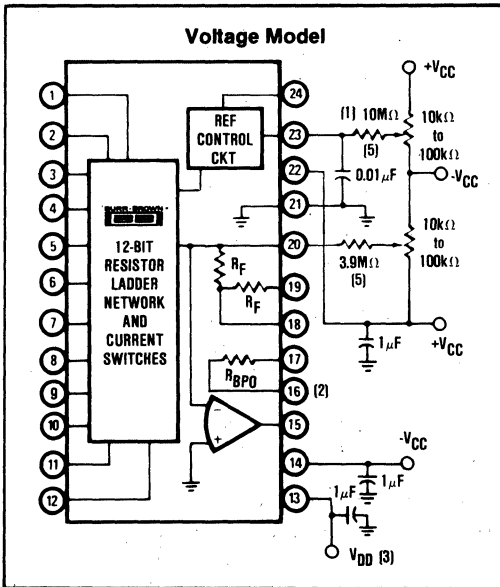 Voltage Model
+VCC
1
24
REF
CONTROL
CKT
(1) 10MΩ
(5)
10kΩ
to
100kΩ
2
23
3
22
0.01μF
-VCC
4
21
BURR-BROWN
12-BIT
RESISTOR
LADDER
NETWORK
AND
CURRENT
SWITCHES
5
20
3.9MΩ
(5)
10kΩ
to
100kΩ
RF
6
RF
19
7
18
1μF
+VCC
8
17
RBPO
9
16 (2)
10
15
-
+
11
14
-VCC
1μF
12
13
1μF
VDD (3)